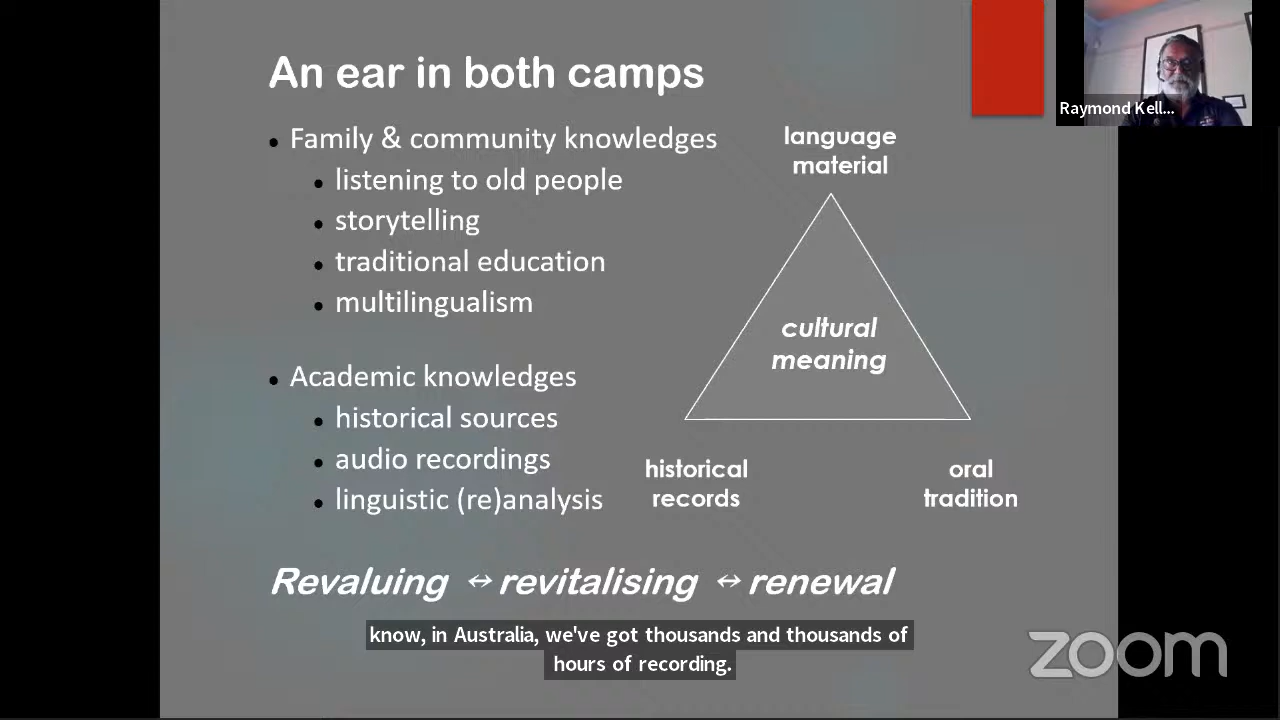 An ear in both camps
• Family & community knowledges
• listening to old people
• storytelling
• traditional education
• multilingualism
• Academic knowledges
• historical sources
• audio recordings
• linguistic (re)analysis
language
material
cultural
meaning
historical
records
oral
tradition
Revaluing ↔ revitalising ↔ renewal
know, in Australia, we've got thousands and thousands of
hours of recording.
Raymond Kell...
zoom